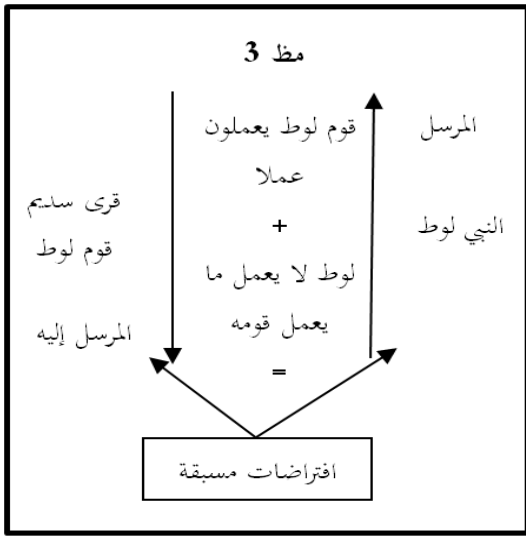 مظ 3
المرسل
النبي لوط
قوم لوط يعملون
عملا
+
لوط لا يعمل ما
يعمل قومه
=
قرى سديم
قوم لوط
المرسل إليه
افتراضات مسبقة